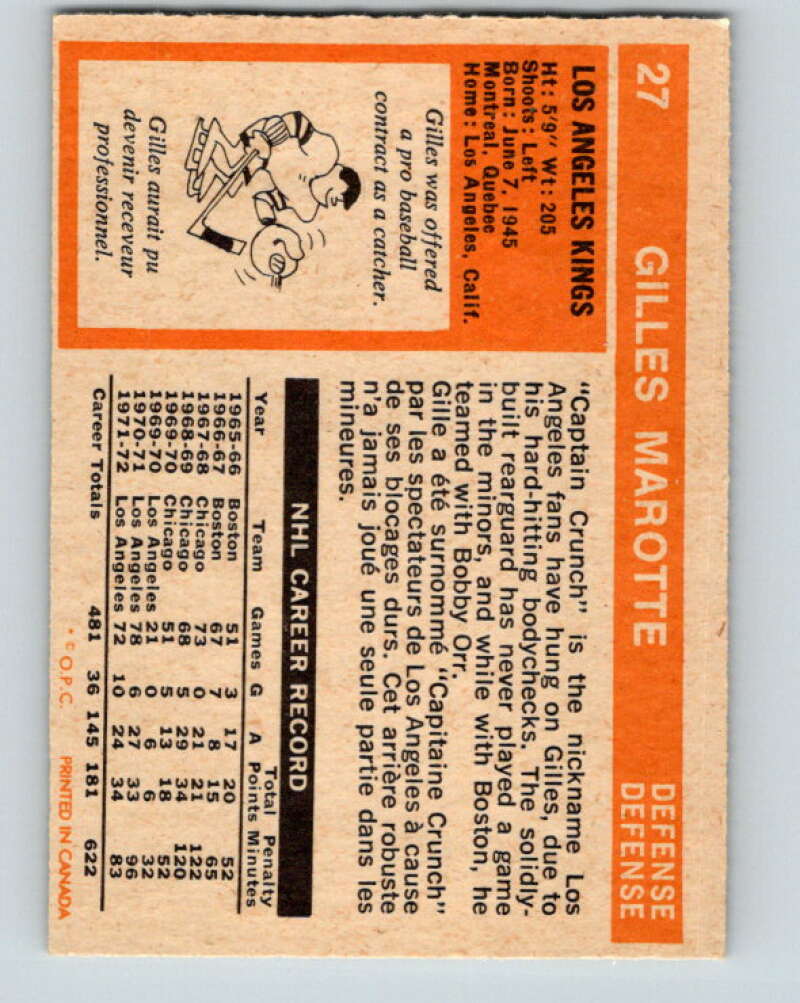 27 GILLES MAROTTE DEFENSE
DEFENSE
LOS ANGELES KINGS
Ht: 5'9" Wt: 205
Shoots: Left
Born: June 7, 1945
Montreal, Quebec
Home: Los Angeles, Calif.
Gilles was offered
a pro baseball
contract as a catcher.
Gilles aurait pu
devenir receveur
professionnel.
"Captain Crunch" is the nickname Los
Angeles fans have hung on Gilles, due to
his hard-hitting bodychecks. The solidly-
built rearguard has never played a game
in the minors, and while with Boston, he
teamed with Bobby Orr.
Gille a été surnommé "Capitaine Crunch"
par les spectateurs de Los Angeles à cause
de ses blocages durs. Cet arrière robuste
n'a jamais joué une seule partie dans les
mineures.
NHL CAREER RECORD
Total Penalty
Year Team Games G A Points Minutes
1965-66 Boston 51 3 17 20 52
1966-67 Boston 67 7 8 15 65
1967-68 Chicago 73 0 21 21 122
1968-69 Chicago 68 5 29 34 120
1969-70 Chicago 51 5 13 18 52
1969-70 Los Angeles 21 0 6 6 32
1970-71 Los Angeles 78 6 27 33 96
1971-72 Los Angeles 72 10 24 34 83
Career Totals 481 36 145 181 622
* © O.P.C. PRINTED IN CANADA